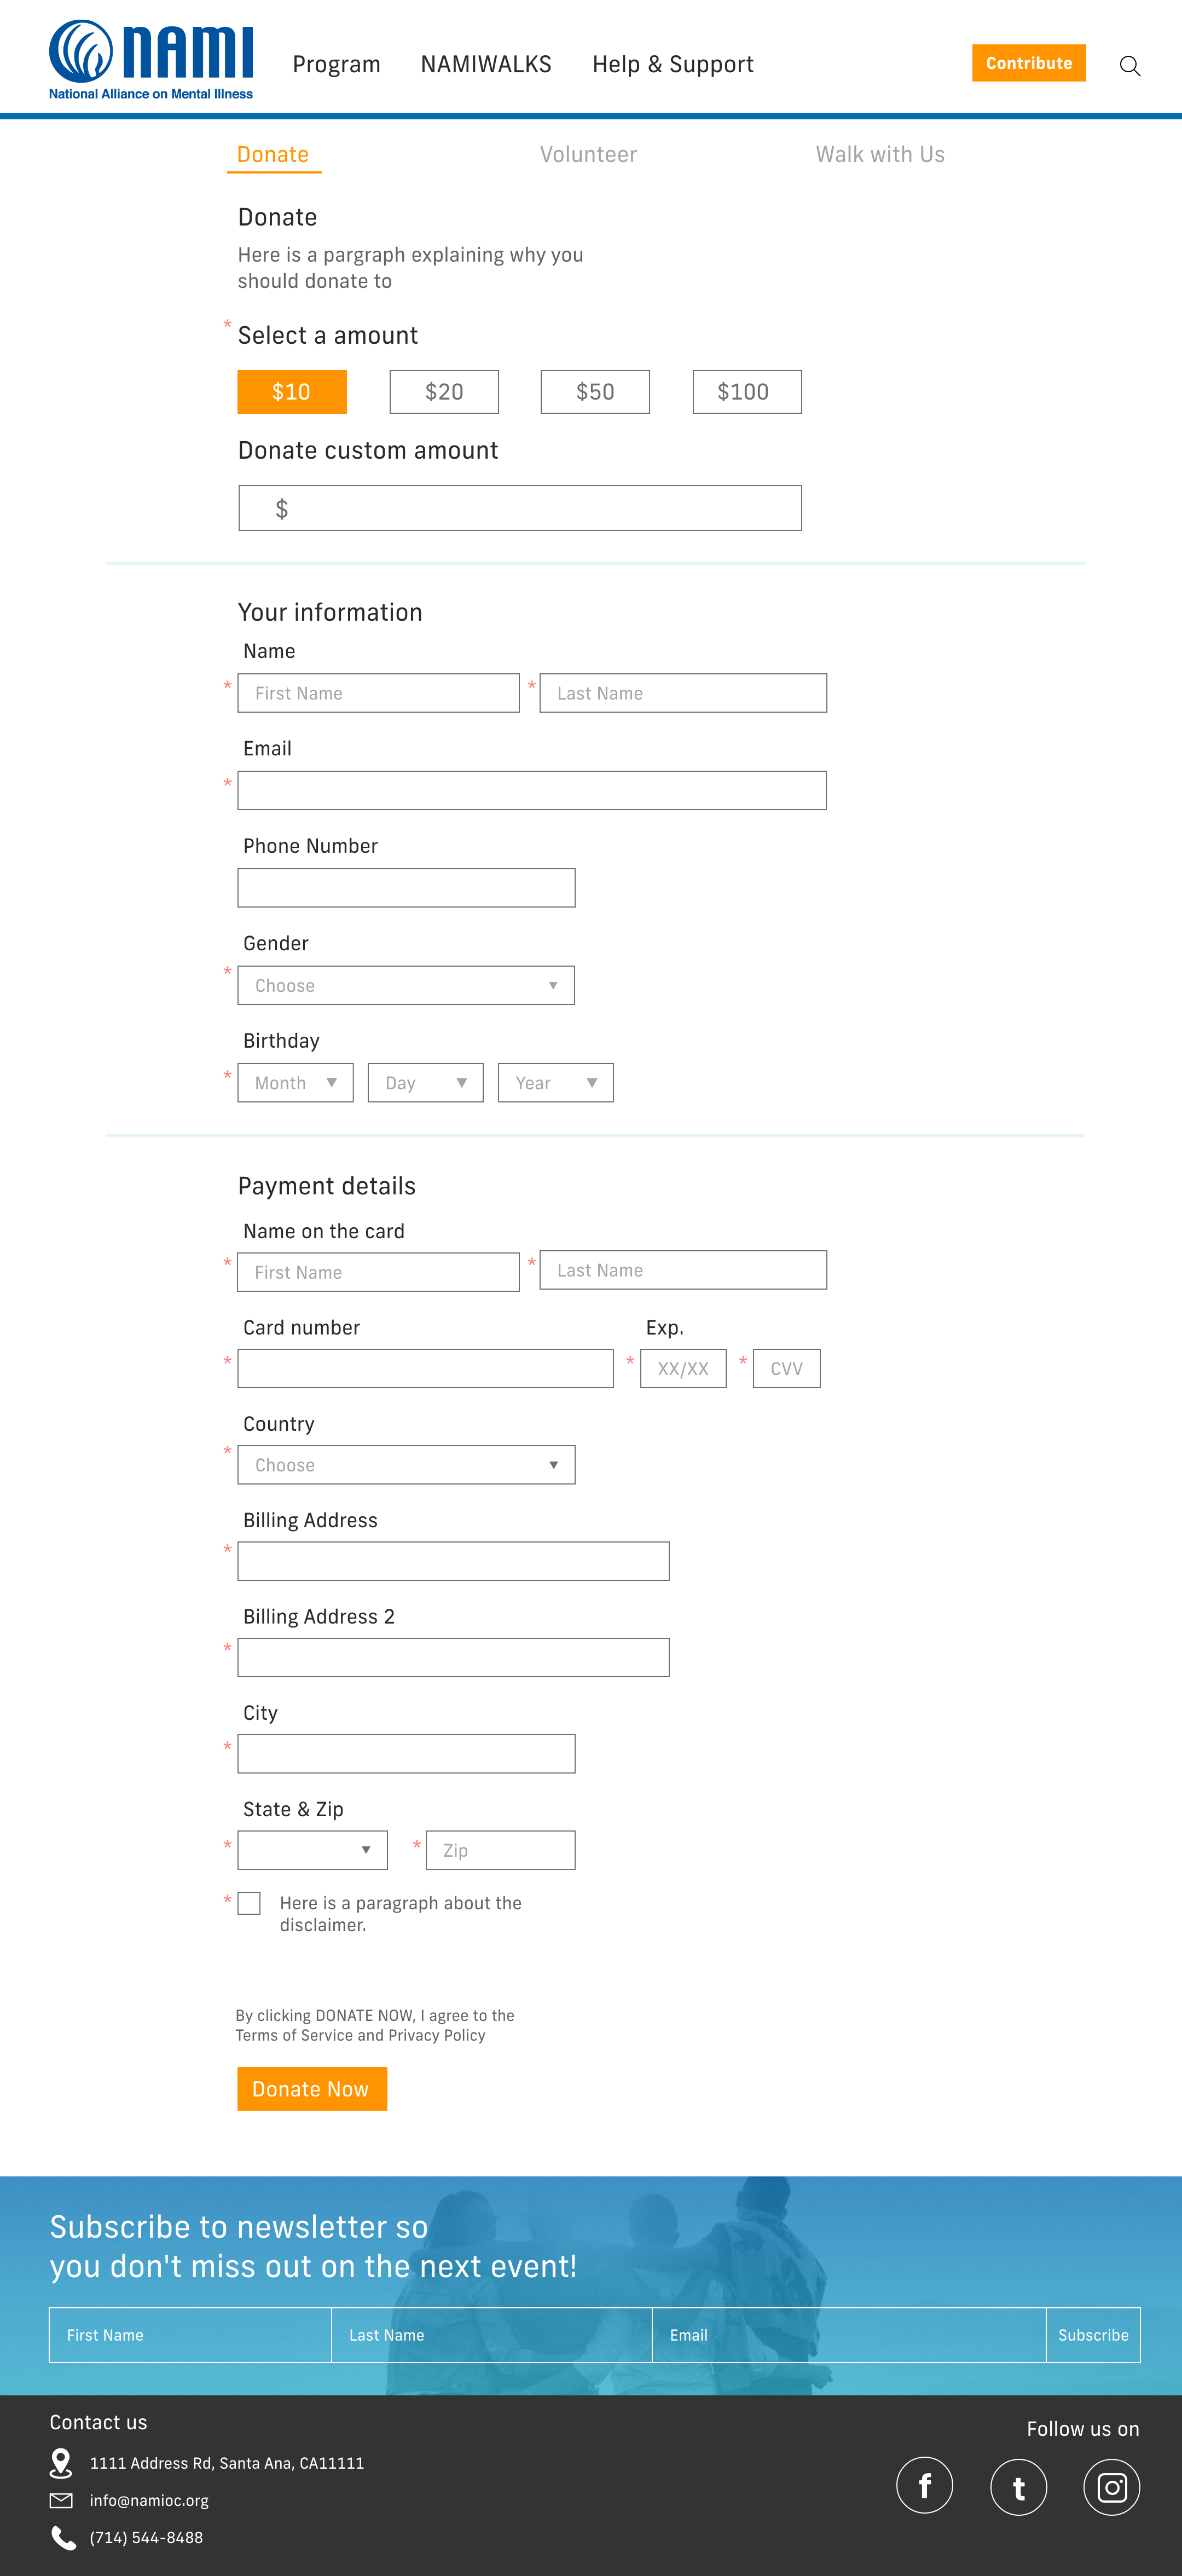 nami
National Alliance on Mental Illness
Program NAMIWALKS Help & Support Contribute
Donate Volunteer Walk with Us
Donate
Here is a pargraph explaining why you
should donate to
* Select a amount
$10 $20 $50 $100
Donate custom amount
$
Your information
Name
* First Name * Last Name
Email
*
Phone Number
Gender
* Choose
Birthday
* Month Day Year
Payment details
Name on the card
* First Name * Last Name
Card number Exp.
* * XX/XX * CVV
Country
* Choose
Billing Address
*
Billing Address 2
*
City
*
State & Zip
* * Zip
* Here is a paragraph about the
disclaimer.
By clicking DONATE NOW, I agree to the
Terms of Service and Privacy Policy
Donate Now
Subscribe to newsletter so
you don't miss out on the next event!
First Name Last Name Email Subscribe
Contact us
Follow us on
1111 Address Rd, Santa Ana, CA11111
info@namioc.org
(714) 544-8488
f t